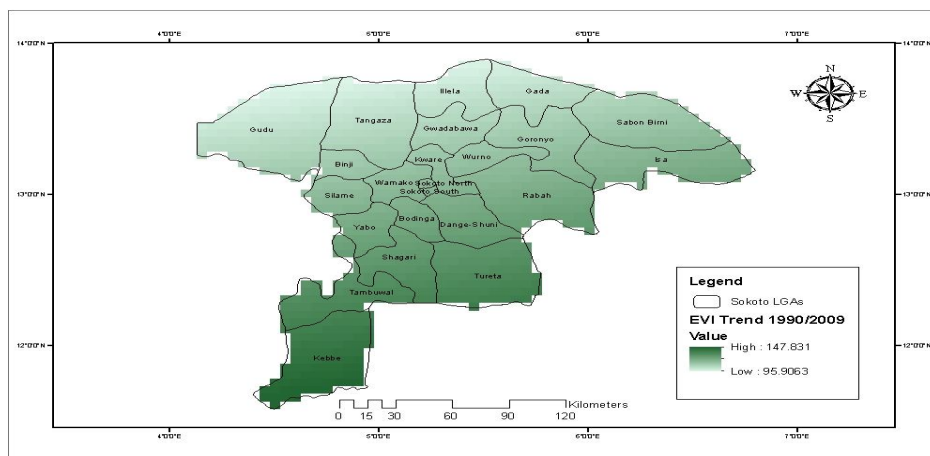 4°0'0"E 5°0'0"E 6°0'0"E 7°0'0"E
14°0'0"N 14°0'0"N
N
W E
S
Illela Gada
Gudu Tangaza Gwadabawa Sabon Birni
Goronyo
Binji Kware Wurno Isa
13°0'0"N 13°0'0"N
Wamako Sokoto North
Silame Sokoto South Rabah
Yabo Bodinga Dange-Shuni
Shagari
Tureta
Tambuwal
Kebbe
Legend
Sokoto LGAs
EVI Trend 1990/2009
Value
High : 147.831
Low : 95.9063
12°0'0"N 12°0'0"N
Kilometers
0 15 30 60 90 120
4°0'0"E 5°0'0"E 6°0'0"E 7°0'0"E